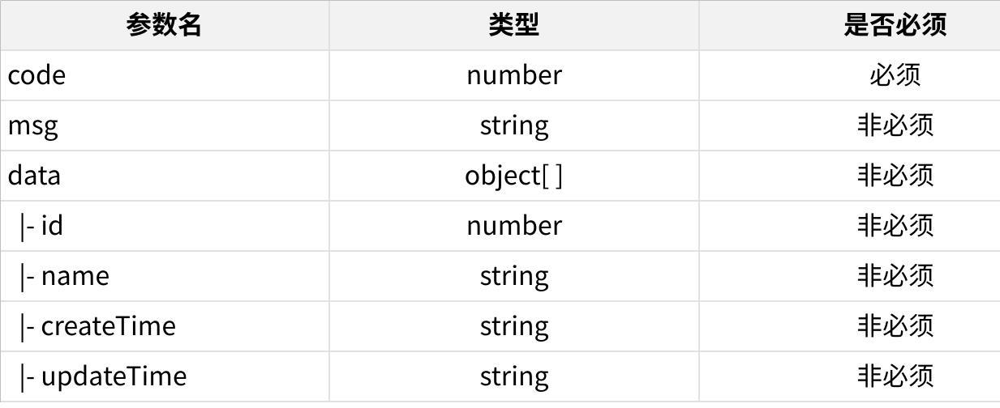 参数名 类型 是否必须
code number 必须
msg string 非必须
data object[ ] 非必须
|- id number 非必须
|- name string 非必须
|- createTime string 非必须
|- updateTime string 非必须